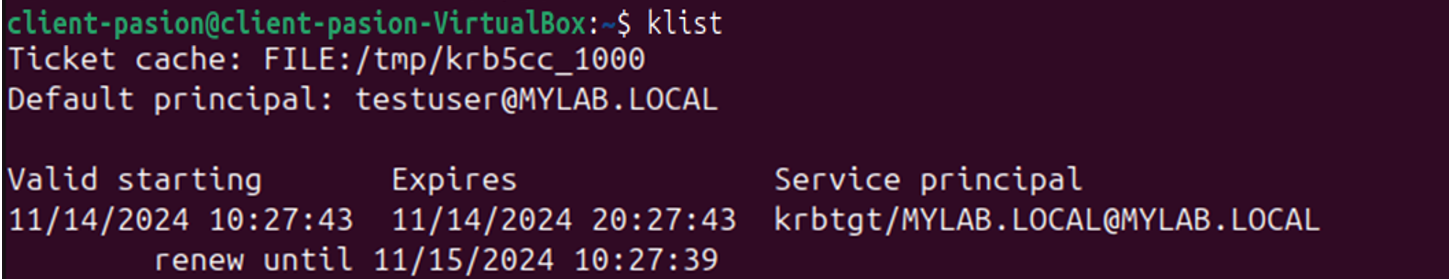 client-pasion@client-pasion-VirtualBox:~$ klist
Ticket cache: FILE:/tmp/krb5cc_1000
Default principal: testuser@MYLAB.LOCAL
Valid starting       Expires              Service principal
11/14/2024 10:27:43  11/14/2024 20:27:43  krbtgt/MYLAB.LOCAL@MYLAB.LOCAL
        renew until 11/15/2024 10:27:39